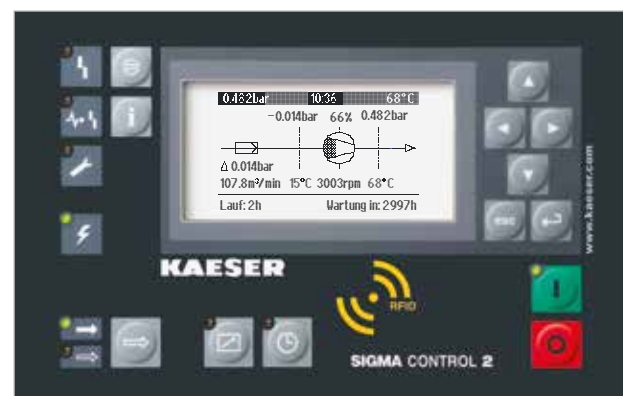 0.482bar 10:36 68°C
-0.014bar 66% 0.482bar
Δ 0.014bar
107.8m³/min 15°C 3003rpm 68°C
Lauf: 2h Wartung in: 2997h
esc
i
KAESER
RFID
SIGMA CONTROL 2
I
O
www.kaeser.com